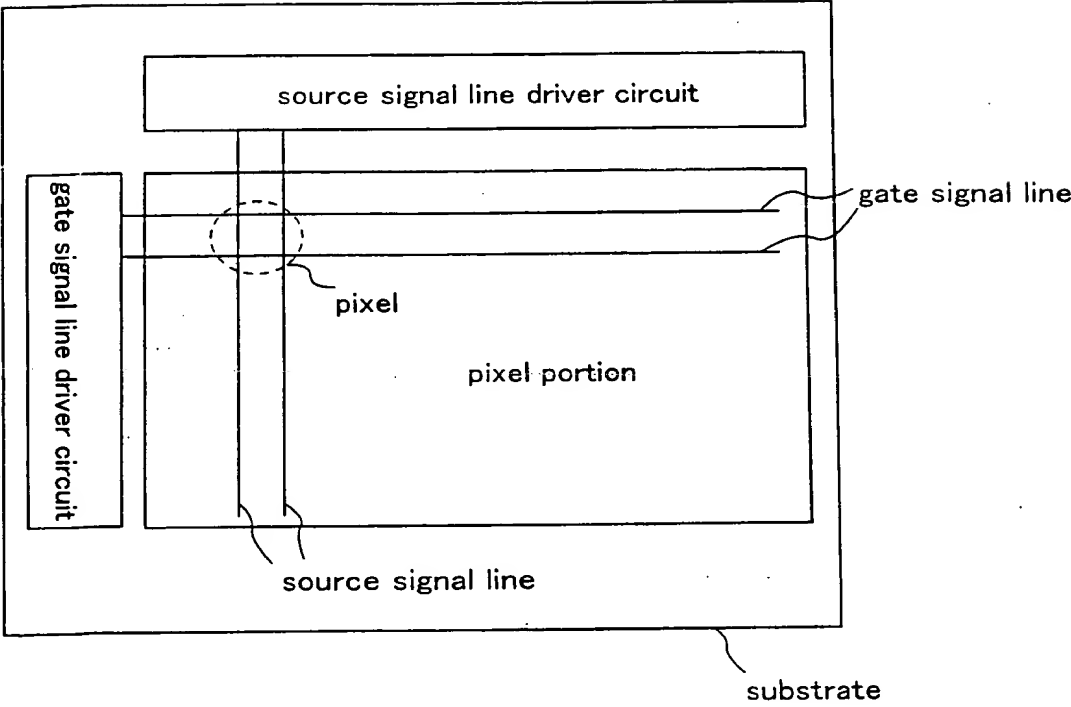 source signal line driver circuit
gate signal line driver circuit
gate signal line
pixel
pixel portion
source signal line
substrate